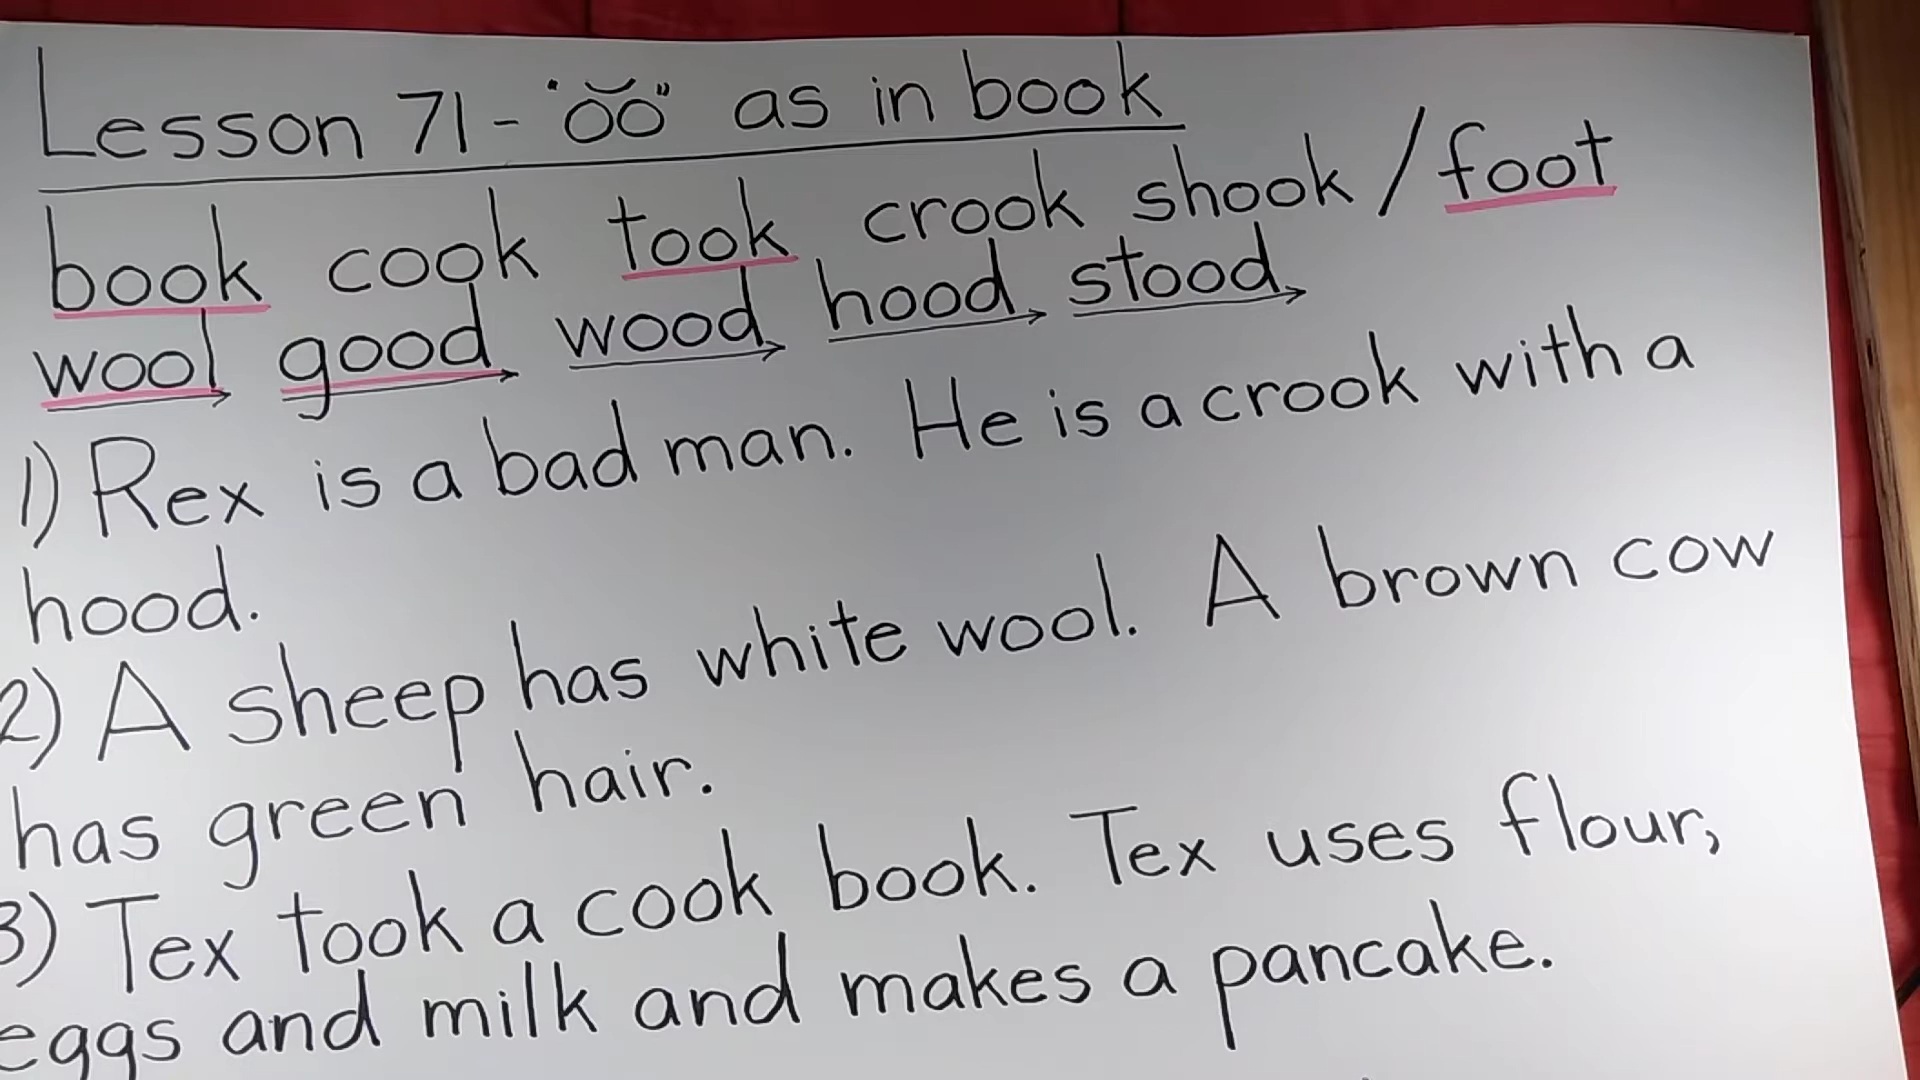 Lesson 71 - "ŏŏ" as in book
book cook took crook shook / foot
wool good wood hood stood
1) Rex is a bad man. He is a crook with a
hood.
2) A sheep has white wool. A brown cow
has green hair.
3) Tex took a cook book. Tex uses flour,
eggs and milk and makes a pancake.